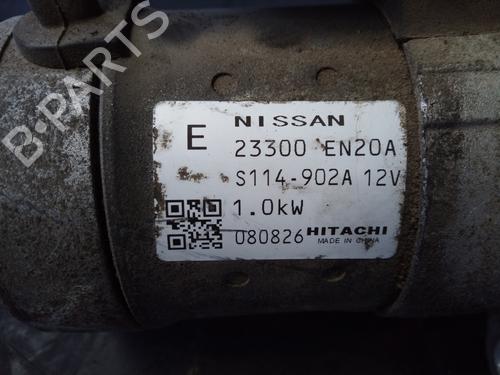 B-PARTS
NISSAN
E 23300 EN20A
S114-902A 12V
1.0kW
080826 HITACHI
MADE IN CHINA